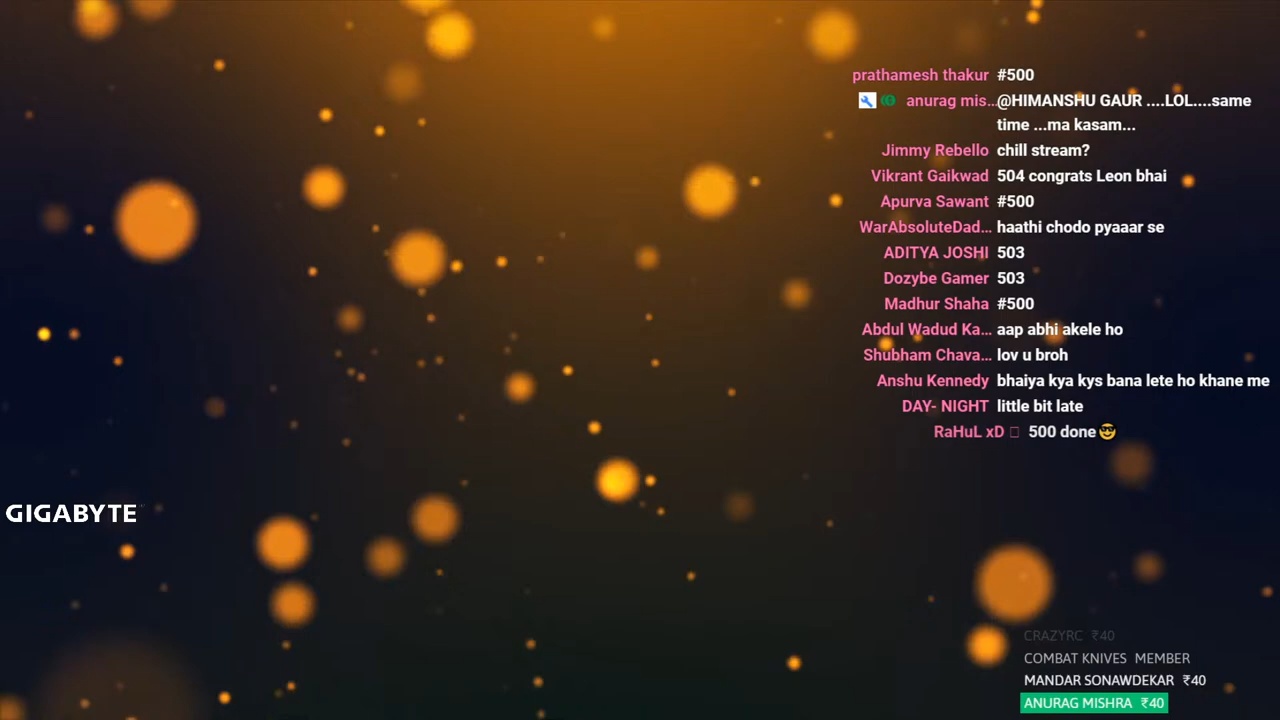 prathamesh thakur #500
anurag mis... @HIMANSHU GAUR ....LOL....same
time ...ma kasam...
Jimmy Rebello chill stream?
Vikrant Gaikwad 504 congrats Leon bhai
Apurva Sawant #500
WarAbsoluteDad... haathi chodo pyaaar se
ADITYA JOSHI 503
Dozybe Gamer 503
Madhur Shaha #500
Abdul Wadud Ka... aap abhi akele ho
Shubham Chava... lov u broh
Anshu Kennedy bhaiya kya kys bana lete ho khane me
DAY- NIGHT little bit late
RaHuL xD 500 done😎
GIGABYTE
CRAZYRC ₹40
COMBAT KNIVES MEMBER
MANDAR SONAWDEKAR ₹40
ANURAG MISHRA ₹40